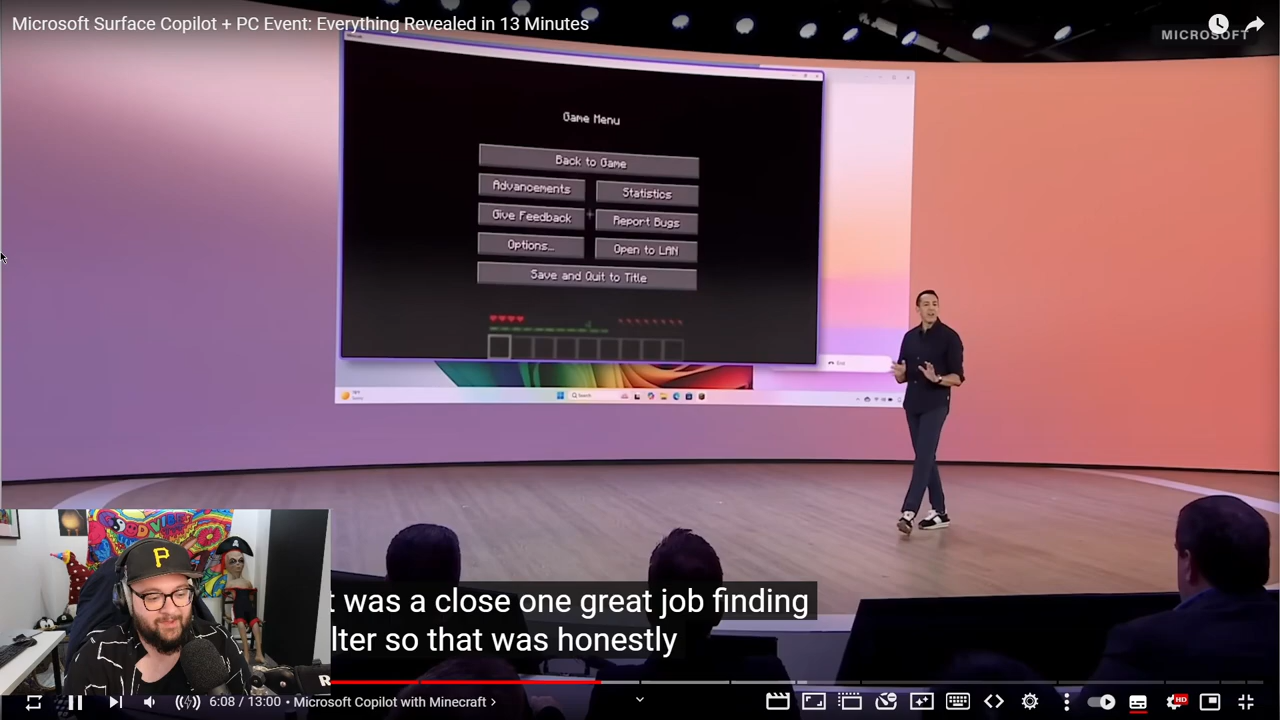 Microsoft Surface Copilot + PC Event: Everything Revealed in 13 Minutes
MICROSOFT
Game Menu
Back to Game
Advancements
Statistics
Give Feedback
Report Bugs
Options...
Open to LAN
Save and Quit to Title
Search
P
t was a close one great job finding
lter so that was honestly
6:08 / 13:00 • Microsoft Copilot with Minecraft
HD